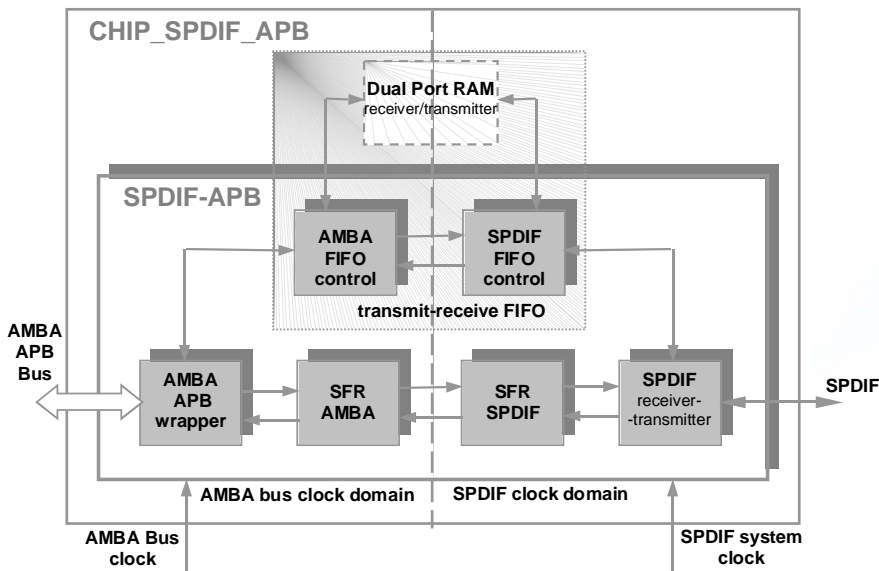 CHIP_SPDIF_APB
Dual Port RAM
receiver/transmitter
SPDIF-APB
AMBA
FIFO
control
SPDIF
FIFO
control
transmit-receive FIFO
AMBA
APB
Bus
AMBA
APB
wrapper
SFR
AMBA
SFR
SPDIF
SPDIF
receiver-
-transmitter
SPDIF
AMBA bus clock domain
SPDIF clock domain
AMBA Bus
clock
SPDIF system
clock